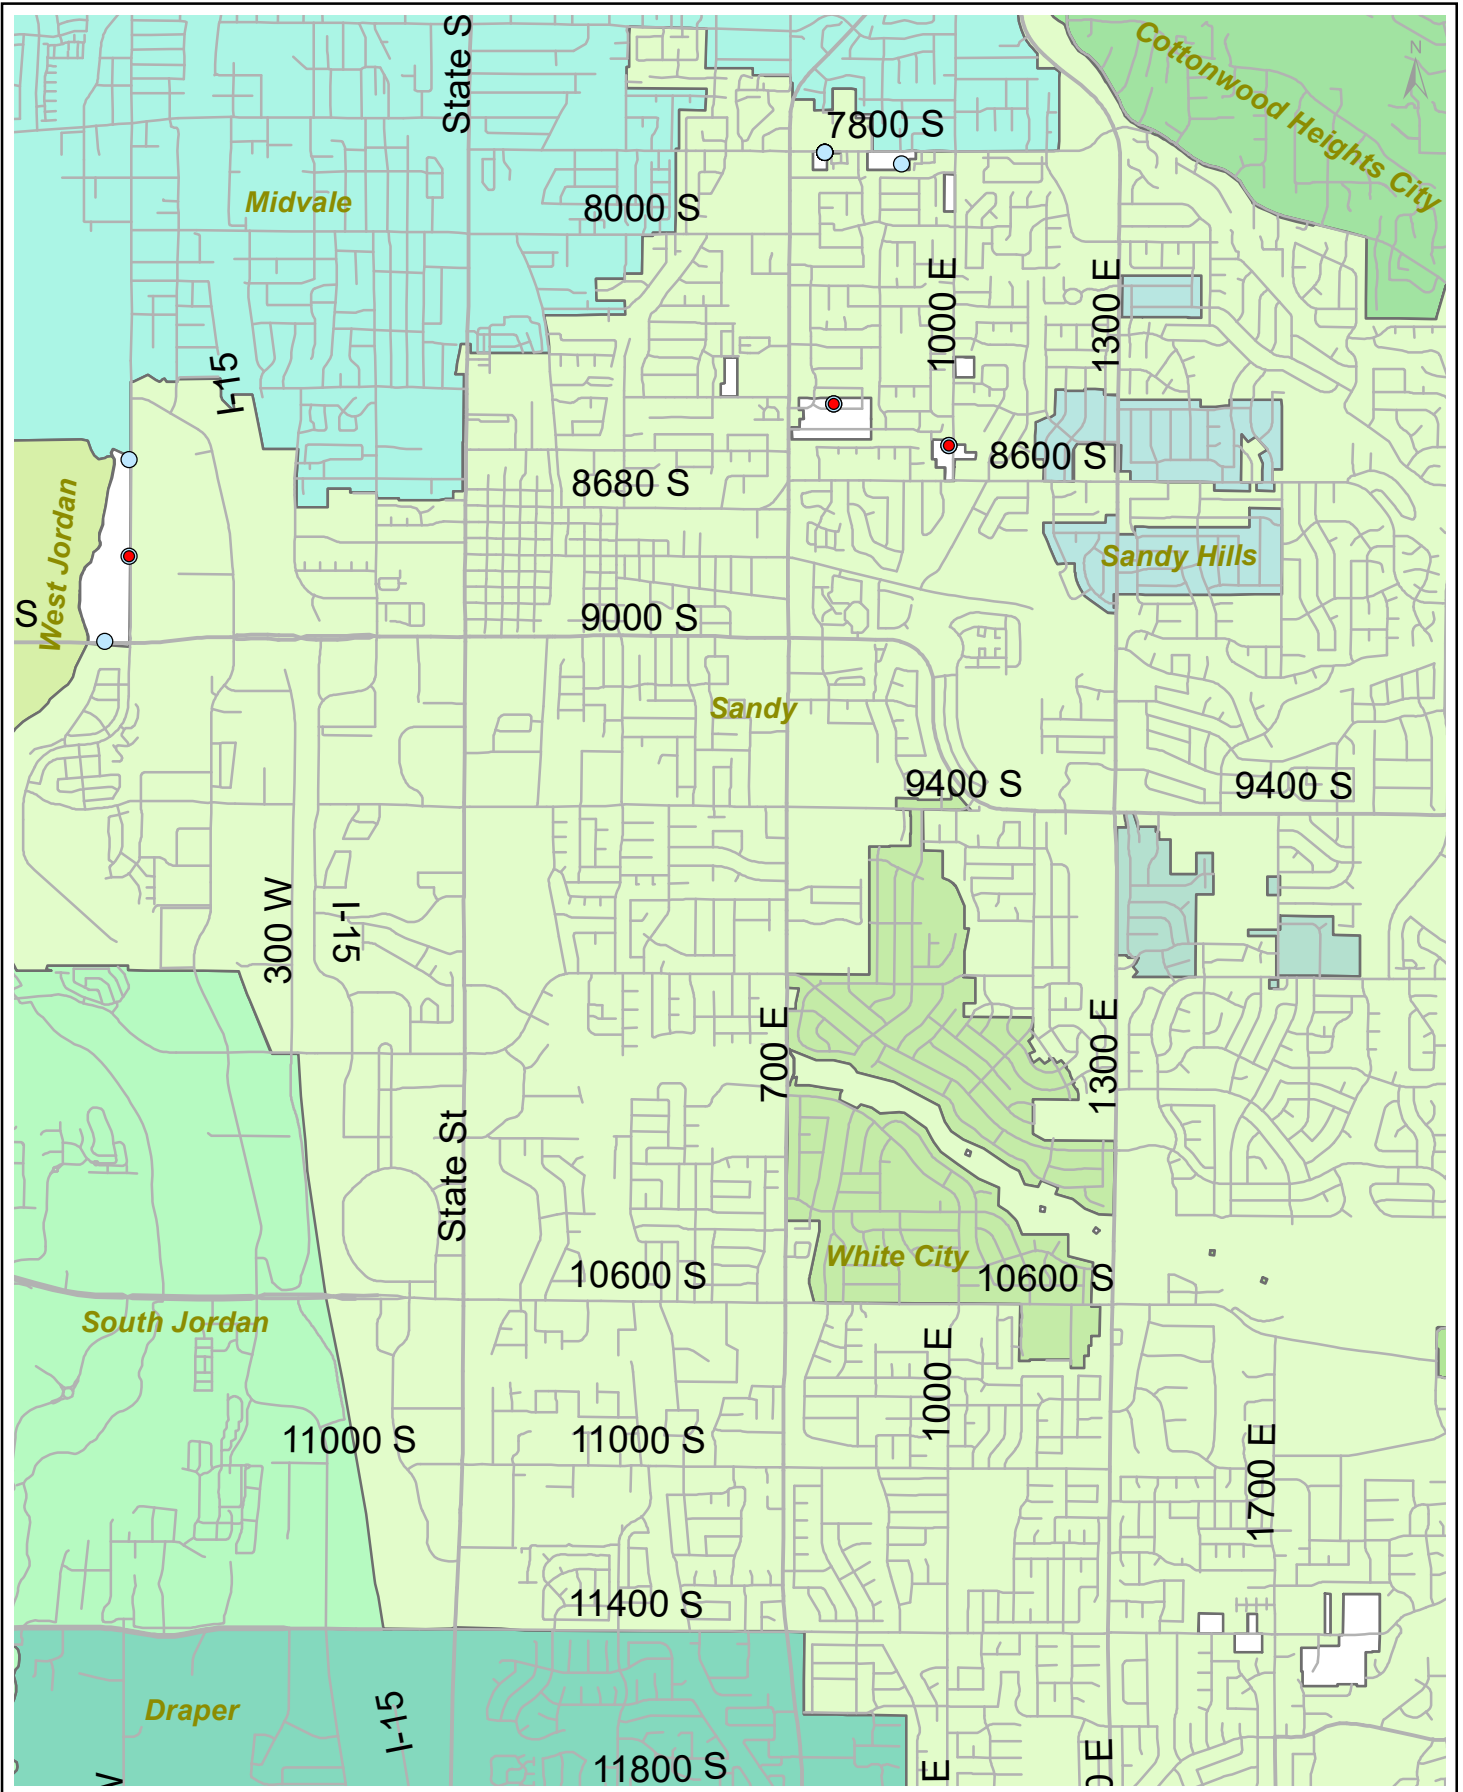 State S
Cottonwood Heights City
N
7800 S
Midvale
8000 S
1000 E
1300 E
I-15
8600 S
8680 S
West Jordan
Sandy Hills
S
9000 S
Sandy
9400 S
9400 S
300 W
I-15
700 E
1300 E
State St
White City
10600 S
10600 S
South Jordan
1000 E
11000 S
11000 S
1700 E
11400 S
Draper
I-15
11800 S
E
0 E